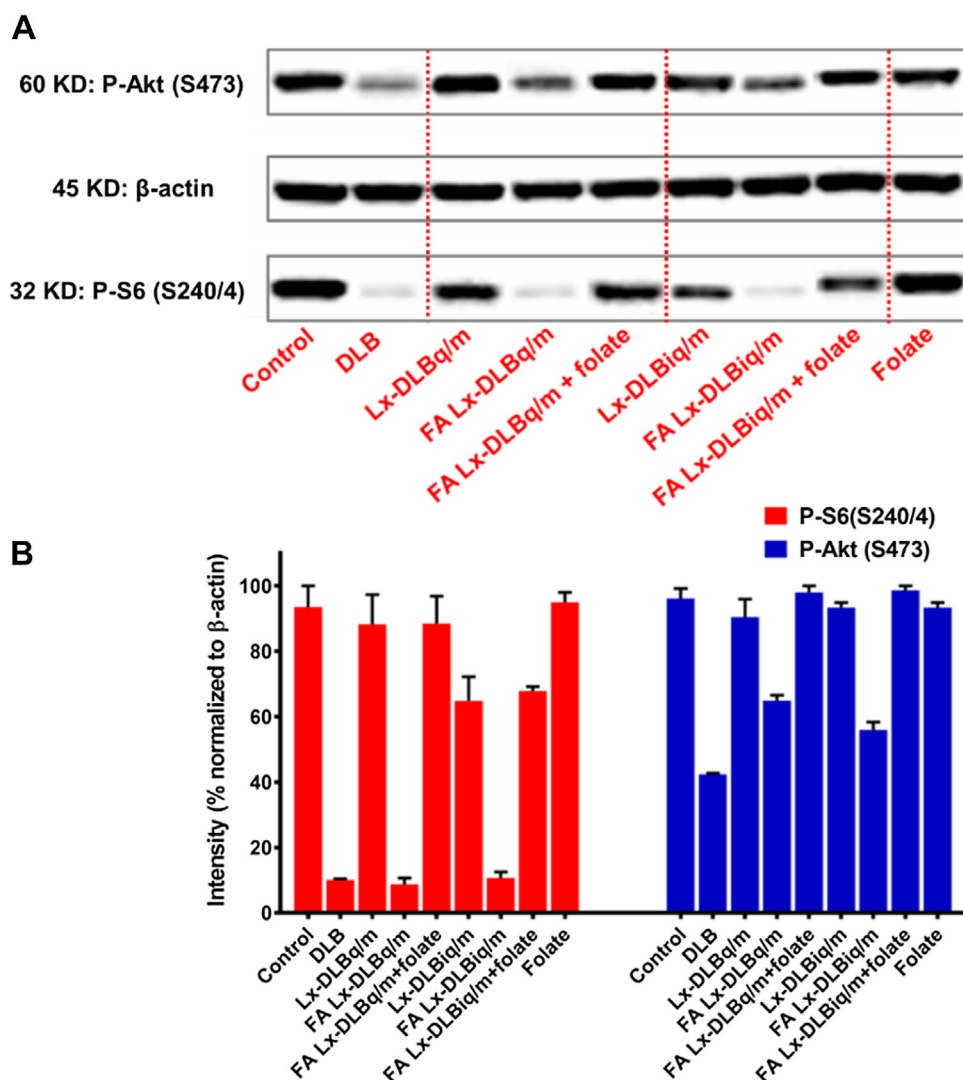 A
60 KD: P-Akt (S473)
45 KD: β-actin
32 KD: P-S6 (S240/4)
Control
DLB
Lx-DLBq/m
FA Lx-DLBq/m
FA Lx-DLBq/m + folate
Lx-DLBiq/m
FA Lx-DLBiq/m
FA Lx-DLBiq/m + folate
Folate
B
P-S6(S240/4)
P-Akt (S473)
Intensity (% normalized to β-actin)
100
80
60
40
20
0
Control
DLB
Lx-DLBq/m
FA Lx-DLBq/m
FA Lx-DLBq/m+folate
Lx-DLBiq/m
FA Lx-DLBiq/m
FA Lx-DLBiq/m+folate
Folate
Control
DLB
Lx-DLBq/m
FA Lx-DLBq/m
FA Lx-DLBq/m+folate
Lx-DLBiq/m
FA Lx-DLBiq/m
FA Lx-DLBiq/m+folate
Folate